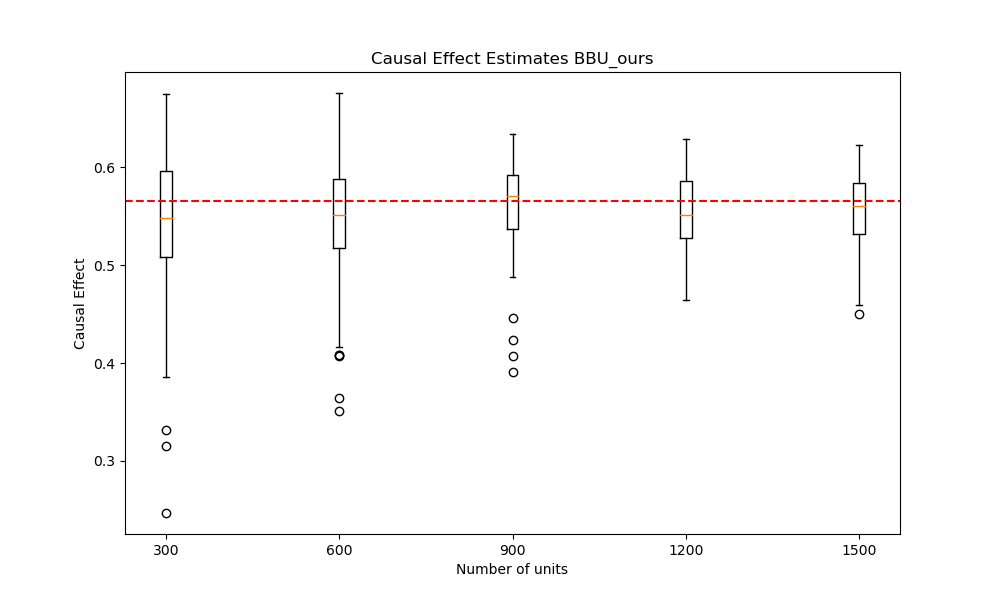 Causal Effect Estimates BBU_ours
Causal Effect
0.6
0.5
0.4
0.3
300 600 900 1200 1500
Number of units